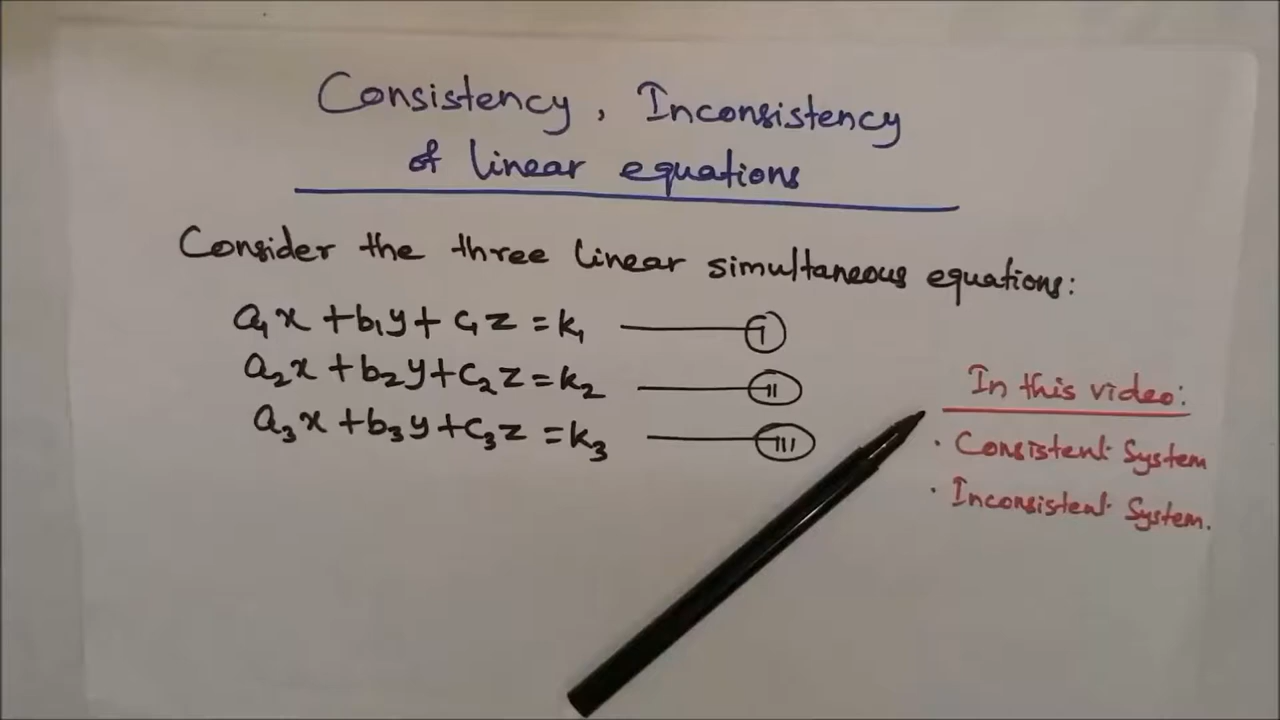 Consistency, Inconsistency
of linear equations
Consider the three linear simultaneous equations:
a₁x + b₁y + c₁z = k₁ (I)
a₂x + b₂y + c₂z = k₂ (II)
a₃x + b₃y + c₃z = k₃ (III)
In this video:
· Consistent System
· Inconsistent System.